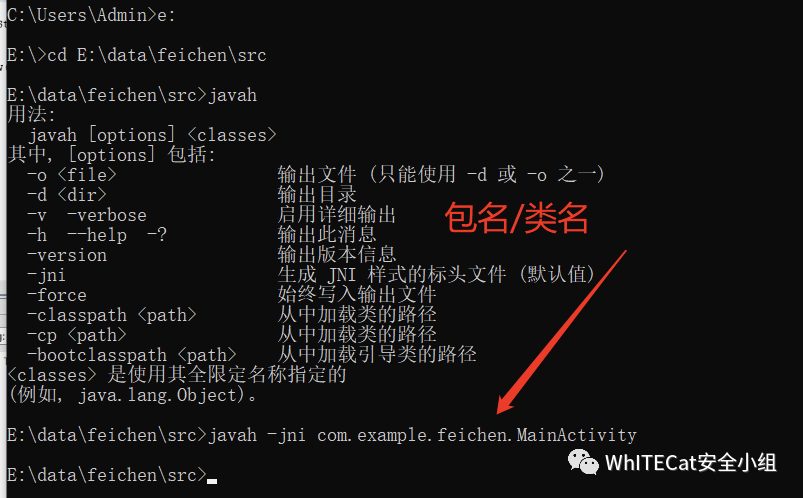 C:\Users\Admin>e:
E:\>cd E:\data\feichen\src
E:\data\feichen\src>javah
用法:
javah [options] <classes>
其中, [options] 包括:
-o <file> 输出文件 (只能使用 -d 或 -o 之一)
-d <dir> 输出目录
-v -verbose 启用详细输出
-h --help -? 输出此消息
-version 输出版本信息
-jni 生成 JNI 样式的标头文件 (默认值)
-force 始终写入输出文件
-classpath <path> 从中加载类的路径
-cp <path> 从中加载类的路径
-bootclasspath <path> 从中加载引导类的路径
<classes> 是使用其全限定名称指定的
(例如, java.lang.Object)。
包名/类名
E:\data\feichen\src>javah -jni com.example.feichen.MainActivity
E:\data\feichen\src>
WhITECat安全小组